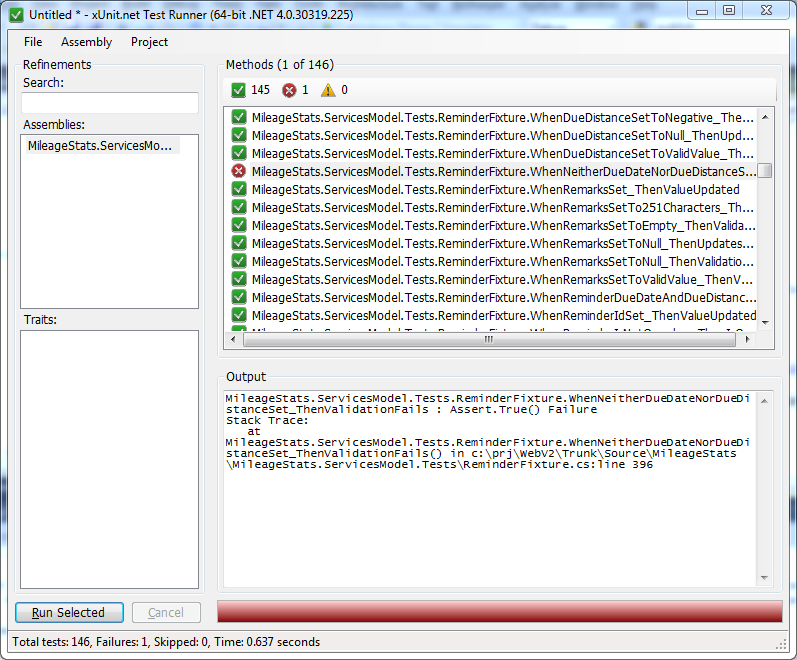 Untitled * - xUnit.net Test Runner (64-bit .NET 4.0.30319.225)
File Assembly Project
Refinements
Search:
Assemblies:
MileageStats.ServicesMo...
Traits:
Methods (1 of 146)
145 1 0
MileageStats.ServicesModel.Tests.ReminderFixture.WhenDueDistanceSetToNegative_The...
MileageStats.ServicesModel.Tests.ReminderFixture.WhenDueDistanceSetToNull_ThenUpd...
MileageStats.ServicesModel.Tests.ReminderFixture.WhenDueDistanceSetToValidValue_Th...
MileageStats.ServicesModel.Tests.ReminderFixture.WhenNeitherDueDateNorDueDistanceS...
MileageStats.ServicesModel.Tests.ReminderFixture.WhenRemarksSet_ThenValueUpdated
MileageStats.ServicesModel.Tests.ReminderFixture.WhenRemarksSetTo251Characters_Th...
MileageStats.ServicesModel.Tests.ReminderFixture.WhenRemarksSetToEmpty_ThenValida...
MileageStats.ServicesModel.Tests.ReminderFixture.WhenRemarksSetToNull_ThenUpdates...
MileageStats.ServicesModel.Tests.ReminderFixture.WhenRemarksSetToNull_ThenValidatio...
MileageStats.ServicesModel.Tests.ReminderFixture.WhenRemarksSetToValidValue_ThenV...
MileageStats.ServicesModel.Tests.ReminderFixture.WhenReminderDueDateAndDueDistanc...
MileageStats.ServicesModel.Tests.ReminderFixture.WhenReminderIdSet_ThenValueUpdated
Output
MileageStats.ServicesModel.Tests.ReminderFixture.WhenNeitherDueDateNorDueDi
stanceSet_ThenValidationFails : Assert.True() Failure
Stack Trace:
at
MileageStats.ServicesModel.Tests.ReminderFixture.WhenNeitherDueDateNorDueDi
stanceSet_ThenValidationFails() in c:\prj\WebV2\Trunk\Source\MileageStats
\MileageStats.ServicesModel.Tests\ReminderFixture.cs:line 396
Run Selected Cancel
Total tests: 146, Failures: 1, Skipped: 0, Time: 0.637 seconds